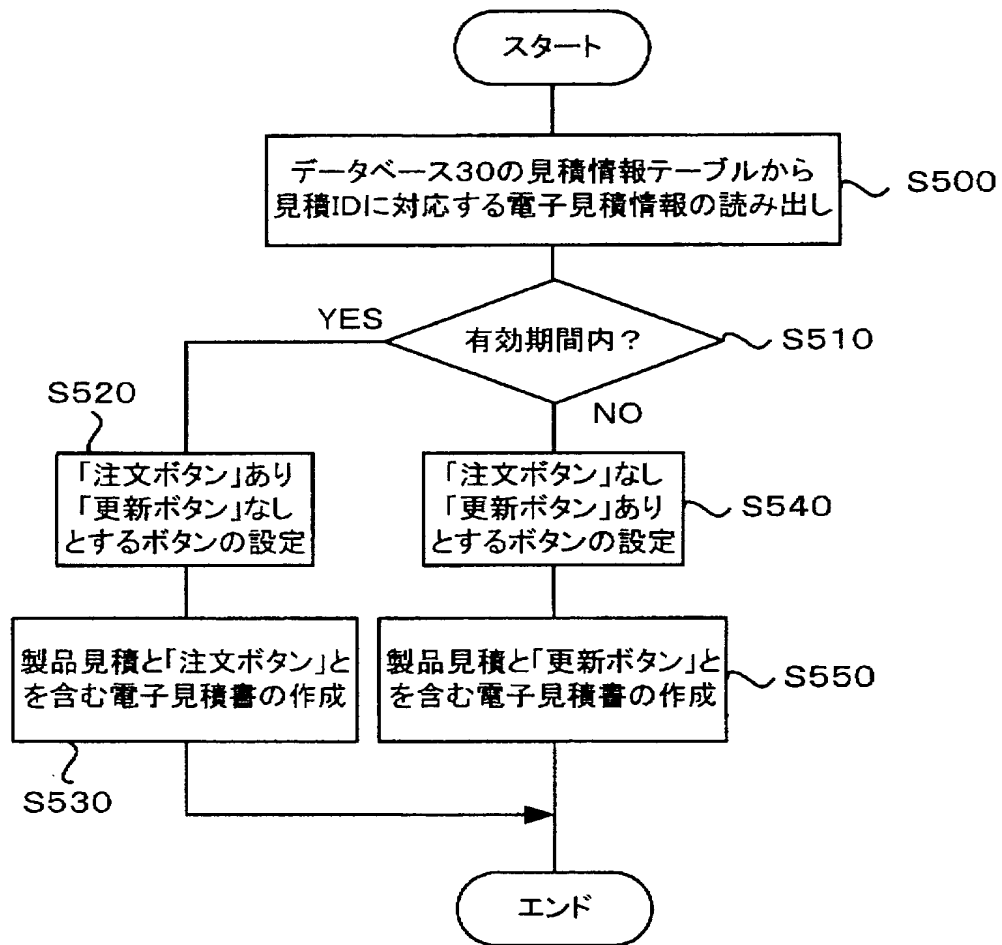 スタート
データベース30の見積情報テーブルから
見積IDに対応する電子見積情報の読み出し
S500
有効期間内？
S510
YES
NO
S520
「注文ボタン」あり
「更新ボタン」なし
とするボタンの設定
「注文ボタン」なし
「更新ボタン」あり
とするボタンの設定
S540
製品見積と「注文ボタン」と
を含む電子見積書の作成
S530
製品見積と「更新ボタン」と
を含む電子見積書の作成
S550
エンド